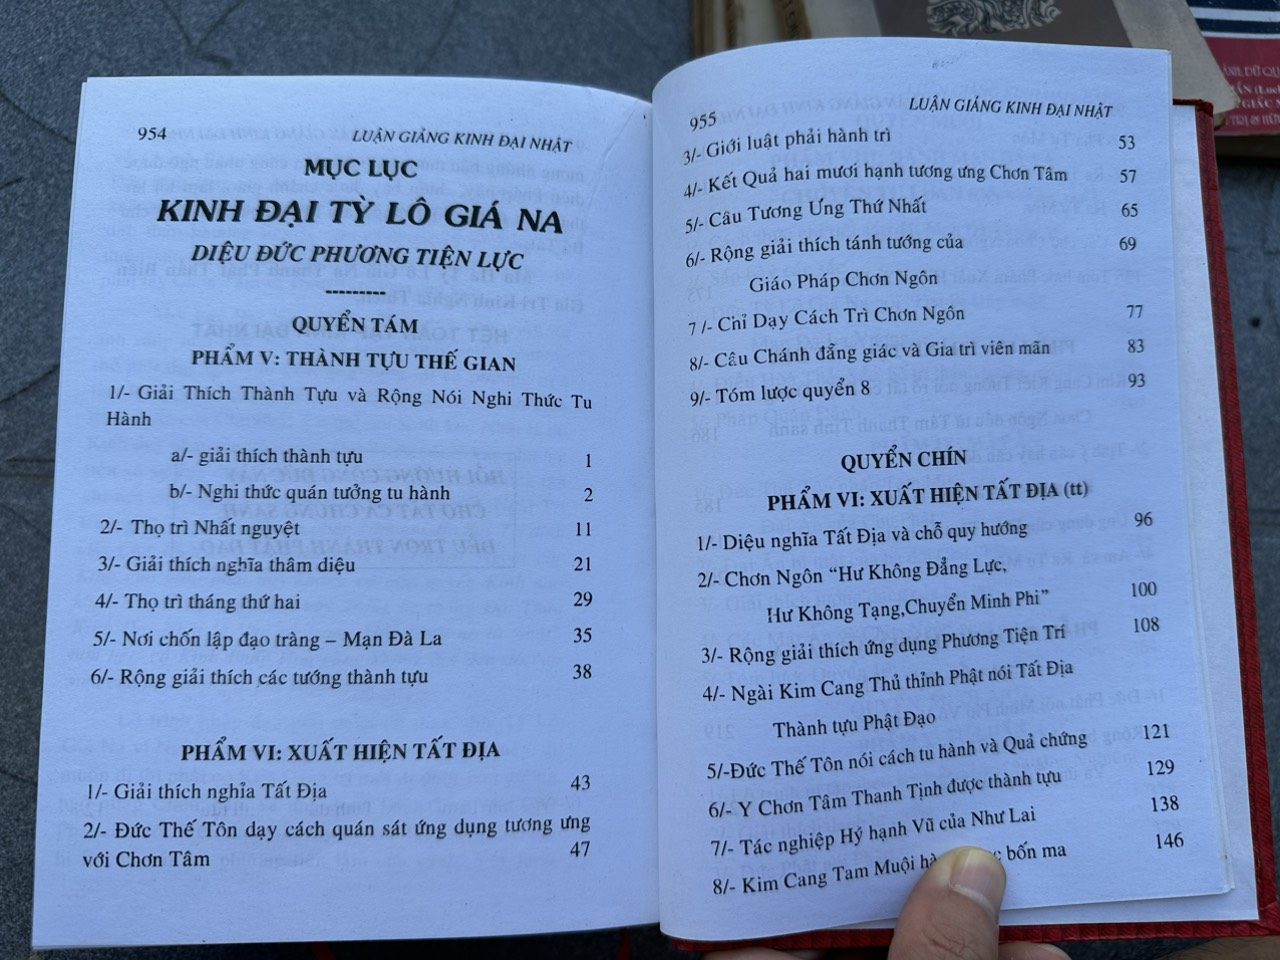 954 LUẬN GIẢNG KINH ĐẠI NHẬT
MỤC LỤC
KINH ĐẠI TỲ LÔ GIÁ NA
DIỆU ĐỨC PHƯƠNG TIỆN LỰC
---------
QUYỂN TÁM
PHẨM V: THÀNH TỰU THẾ GIAN
1/- Giải Thích Thành Tựu và Rộng Nói Nghi Thức Tu
Hành
a/- giải thích thành tựu 1
b/- Nghi thức quán tưởng tu hành 2
2/- Thọ trì Nhất nguyệt 11
3/- Giải thích nghĩa thâm diệu 21
4/- Thọ trì tháng thứ hai 29
5/- Nơi chốn lập đạo tràng – Mạn Đà La 35
6/- Rộng giải thích các tướng thành tựu 38
PHẨM VI: XUẤT HIỆN TẤT ĐỊA
1/- Giải thích nghỉa Tất Địa 43
2/- Đức Thế Tôn dạy cách quán sát ứng dụng tương ưng
với Chơn Tâm 47
955 LUẬN GIẢNG KINH ĐẠI NHẬT
3/- Giới luật phải hành trì 53
4/- Kết Quả hai mươi hạnh tương ưng Chơn Tâm 57
5/- Câu Tương Ưng Thứ Nhất 65
6/- Rộng giải thích tánh tướng của 69
Giáo Pháp Chơn Ngôn
7 /- Chỉ Dạy Cách Trì Chơn Ngôn 77
8/- Câu Chánh đẳng giác và Gia trì viên mãn 83
9/- Tóm lược quyển 8 93
QUYỂN CHÍN
PHẨM VI: XUẤT HIỆN TẤT ĐỊA (tt)
1/- Diệu nghĩa Tất Địa và chỗ quy hướng 96
2/- Chơn Ngôn “Hư Không Đẳng Lực,
Hư Không Tạng,Chuyển Minh Phi” 100
3/- Rộng giải thích ứng dụng Phương Tiện Trí 108
4/- Ngài Kim Cang Thủ thỉnh Phật nói Tất Địa
Thành tựu Phật Đạo
5/-Đức Thế Tôn nói cách tu hành và Quả chứng 121
6/- Y Chơn Tâm Thanh Tịnh được thành tựu 129
7/- Tác nghiệp Hý hạnh Vũ của Như Lai 138
8/- Kim Cang Tam Muội bốn ma 146